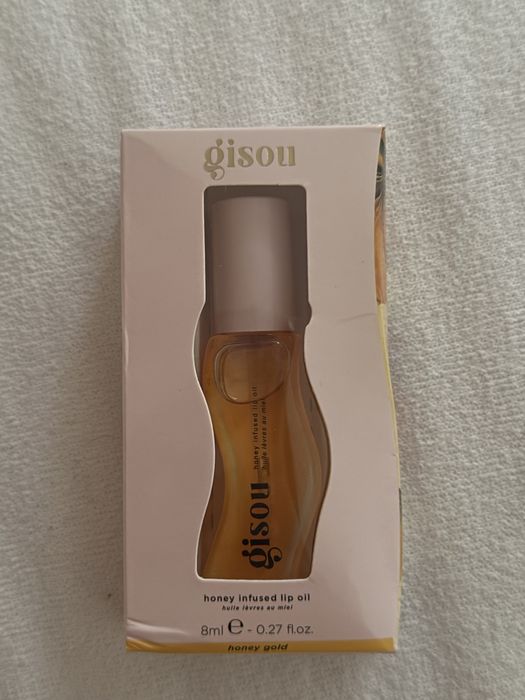 gisou
honey infused lip oil
huile lèvres au miel
gisou
honey infused lip oil
huile lèvres au miel
8ml e - 0.27 fl.oz.
honey gold